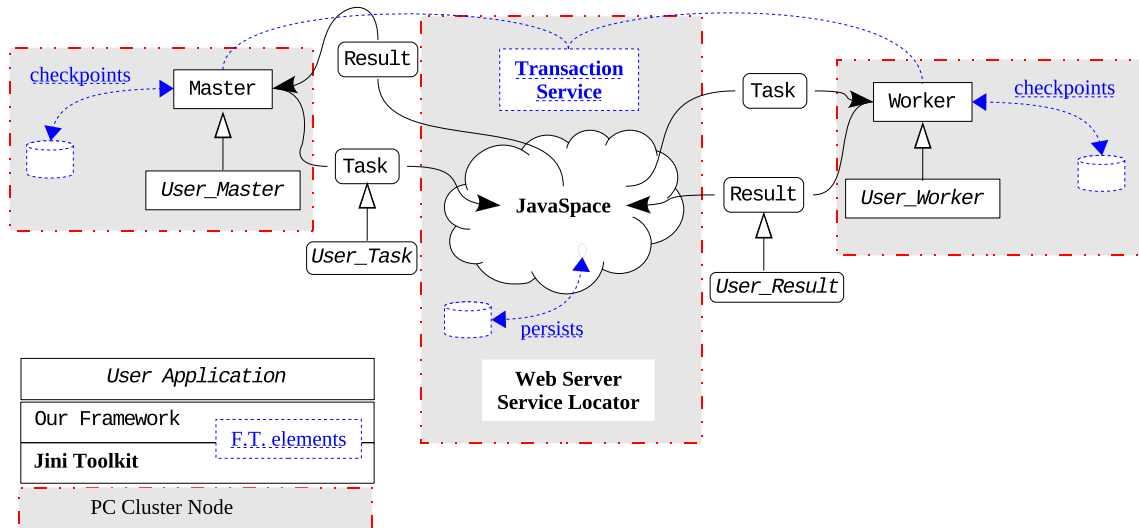 Result
checkpoints
Master
Transaction
Service
Task
Worker
checkpoints
Task
User_Master
JavaSpace
Result
User_Worker
User_Task
User_Result
persists
Web Server
Service Locator
User Application
Our Framework
F.T. elements
Jini Toolkit
PC Cluster Node